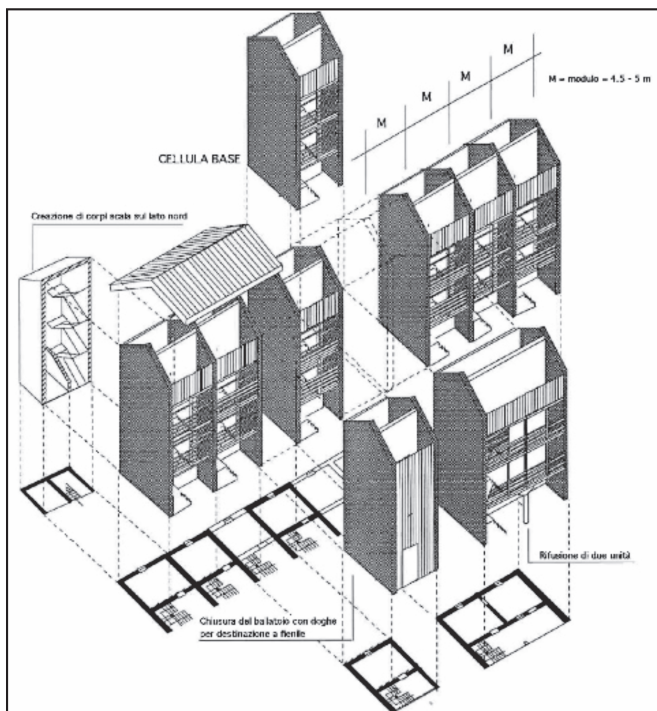 M
M
M
M
M = modulo = 4.5 - 5 m
CELLULA BASE
Creazione di corpi scala sul lato nord
Rifusione di due unità
Chiusura del ballatoio con doghe
per destinazione a fienile